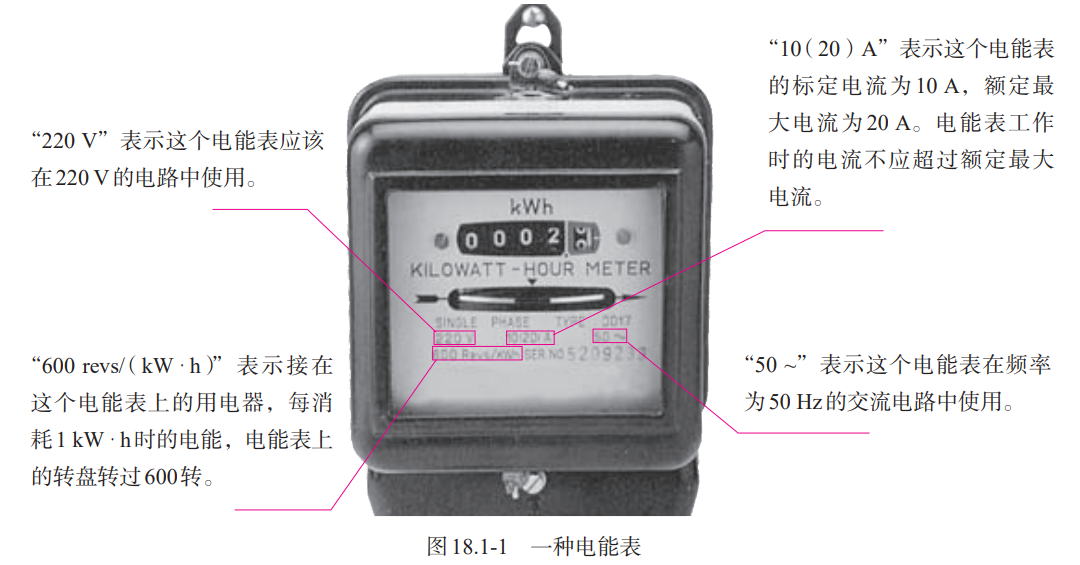 “10（20）A”表示这个电能表
的标定电流为10 A，额定最
大电流为20 A。电能表工作
时的电流不应超过额定最大
电流。
“220 V”表示这个电能表应该
在220 V的电路中使用。
kWh
0 0 0 2
KILOWATT-HOUR METER
SINGLE PHASE TYPE DD17
220 V 10(20)A 50~
600 Revs/kWh SER.NO
“600 revs/（kW·h）”表示接在
这个电能表上的用电器，每消
耗1 kW·h时的电能，电能表上
的转盘转过600转。
“50 ~”表示这个电能表在频率
为50 Hz的交流电路中使用。
图18.1-1 一种电能表